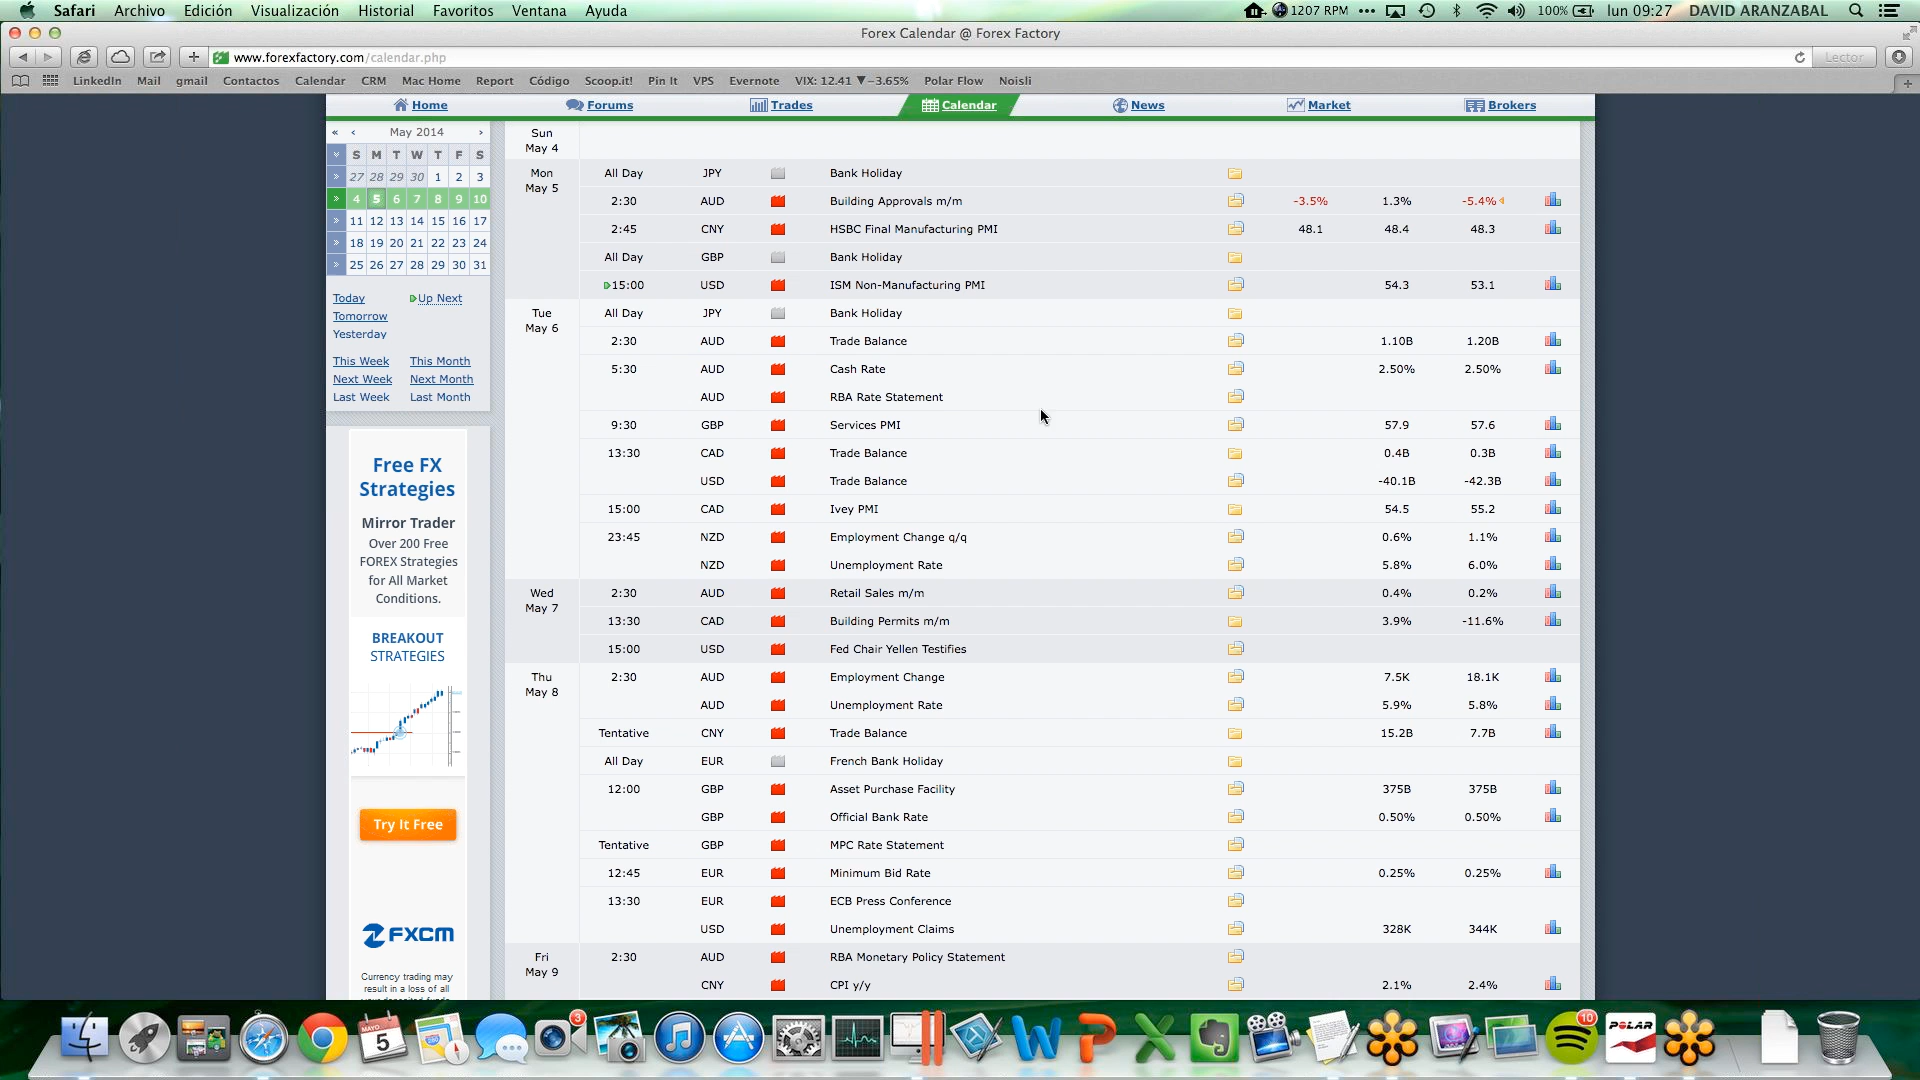 Safari Archivo Edición Visualización Historial Favoritos Ventana Ayuda 1207 RPM 100% lun 09:27 DAVID ARANZABAL
Forex Calendar @ Forex Factory
www.forexfactory.com/calendar.php Lector
LinkedIn Mail gmail Contactos Calendar CRM Mac Home Report Código Scoop.it! Pin It VPS Evernote VIX: 12.41 ▼−3.65% Polar Flow Noisli
Home Forums Trades Calendar News Market Brokers
« ‹ May 2014 ›
S M T W T F S
27 28 29 30 1 2 3
4 5 6 7 8 9 10
11 12 13 14 15 16 17
18 19 20 21 22 23 24
25 26 27 28 29 30 31
Today Up Next
Tomorrow
Yesterday
This Week This Month
Next Week Next Month
Last Week Last Month
Free FX
Strategies
Mirror Trader
Over 200 Free
FOREX Strategies
for All Market
Conditions.
BREAKOUT
STRATEGIES
Try It Free
FXCM
Currency trading may
result in a loss of all
Sun
May 4
Mon
May 5
All Day JPY Bank Holiday
2:30 AUD Building Approvals m/m -3.5% 1.3% -5.4%
2:45 CNY HSBC Final Manufacturing PMI 48.1 48.4 48.3
All Day GBP Bank Holiday
15:00 USD ISM Non-Manufacturing PMI 54.3 53.1
Tue
May 6
All Day JPY Bank Holiday
2:30 AUD Trade Balance 1.10B 1.20B
5:30 AUD Cash Rate 2.50% 2.50%
AUD RBA Rate Statement
9:30 GBP Services PMI 57.9 57.6
13:30 CAD Trade Balance 0.4B 0.3B
USD Trade Balance -40.1B -42.3B
15:00 CAD Ivey PMI 54.5 55.2
23:45 NZD Employment Change q/q 0.6% 1.1%
NZD Unemployment Rate 5.8% 6.0%
Wed
May 7
2:30 AUD Retail Sales m/m 0.4% 0.2%
13:30 CAD Building Permits m/m 3.9% -11.6%
15:00 USD Fed Chair Yellen Testifies
Thu
May 8
2:30 AUD Employment Change 7.5K 18.1K
AUD Unemployment Rate 5.9% 5.8%
Tentative CNY Trade Balance 15.2B 7.7B
All Day EUR French Bank Holiday
12:00 GBP Asset Purchase Facility 375B 375B
GBP Official Bank Rate 0.50% 0.50%
Tentative GBP MPC Rate Statement
12:45 EUR Minimum Bid Rate 0.25% 0.25%
13:30 EUR ECB Press Conference
USD Unemployment Claims 328K 344K
Fri
May 9
2:30 AUD RBA Monetary Policy Statement
CNY CPI y/y 2.1% 2.4%
MAYO
5
3
10
POLAR